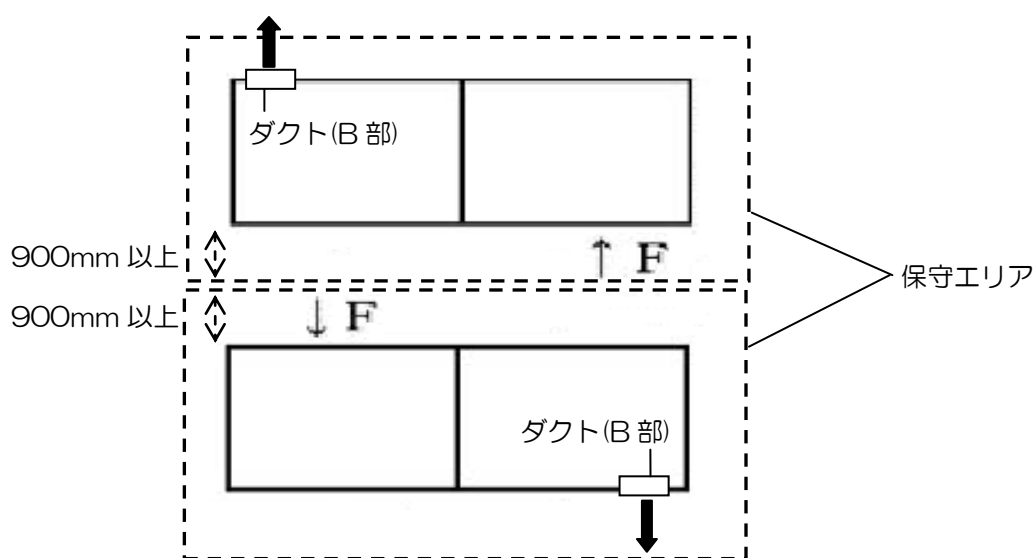 ダクト(B 部)
900mm 以上
↑ F
保守エリア
900mm 以上
↓ F
ダクト(B 部)